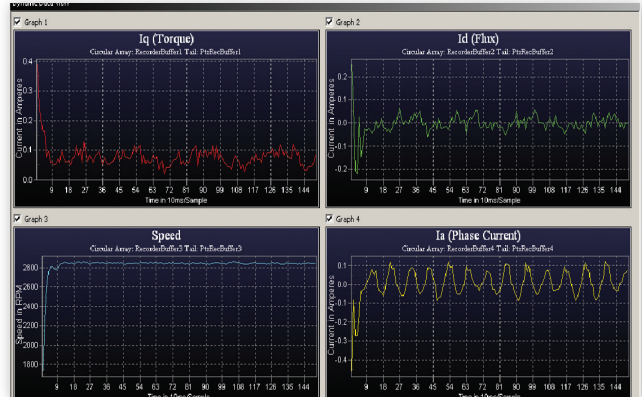 Dynamic Data View
Graph 1
Graph 2
Iq (Torque)
Circular Array: RecorderBuffer1 Tail: PtrRecBuffer1
Current in Amperes
0.4
0.3
0.2
0.1
0.0
9 18 27 36 45 54 63 72 81 90 99 108 117 126 135 144
Time in 10ms/Sample
Id (Flux)
Circular Array: RecorderBuffer2 Tail: PtrRecBuffer2
Current in Amperes
0.2
0.1
0.0
-0.1
-0.2
9 18 27 36 45 54 63 72 81 90 99 108 117 126 135 144
Time in 10ms/Sample
Graph 3
Graph 4
Speed
Circular Array: RecorderBuffer3 Tail: PtrRecBuffer3
Speed in RPM
2800
2600
2400
2200
2000
1800
9 18 27 36 45 54 63 72 81 90 99 108 117 126 135 144
Time in 10ms/Sample
Ia (Phase Current)
Circular Array: RecorderBuffer4 Tail: PtrRecBuffer4
Current in Amperes
0.1
0.0
-0.1
-0.2
-0.3
-0.4
9 18 27 36 45 54 63 72 81 90 99 108 117 126 135 144
Time in 10ms/Sample